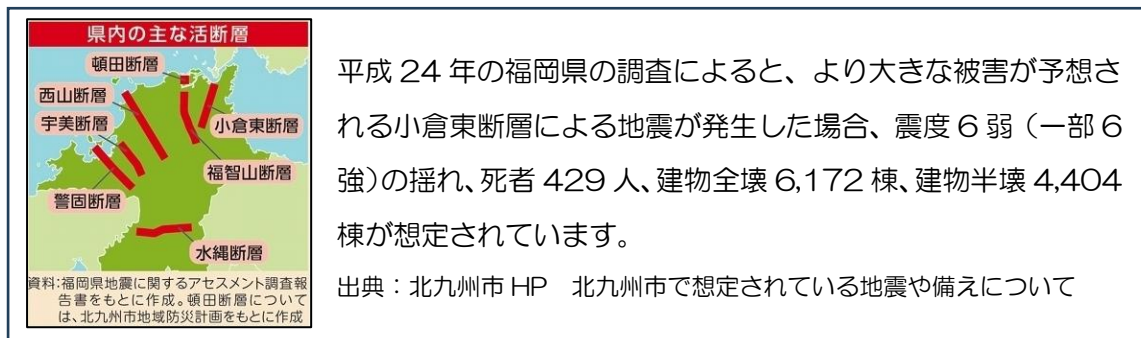 県内の主な活断層
頓田断層
西山断層
宇美断層
小倉東断層
福智山断層
警固断層
水縄断層
資料:福岡県地震に関するアセスメント調査報
告書をもとに作成。頓田断層について
は、北九州市地域防災計画をもとに作成
平成 24 年の福岡県の調査によると、より大きな被害が予想さ
れる小倉東断層による地震が発生した場合、震度 6 弱（一部 6
強）の揺れ、死者 429 人、建物全壊 6,172 棟、建物半壊 4,404
棟が想定されています。
出典：北九州市 HP　北九州市で想定されている地震や備えについて